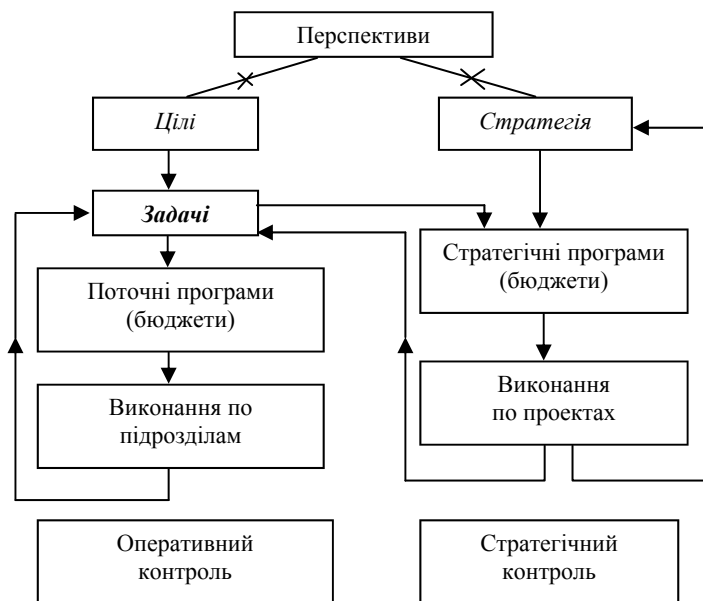 Перспективи
Цілі
Стратегія
Задачі
Стратегічні програми
(бюджети)
Поточні програми
(бюджети)
Виконання
по проектах
Виконання по
підрозділам
Оперативний
контроль
Стратегічний
контроль